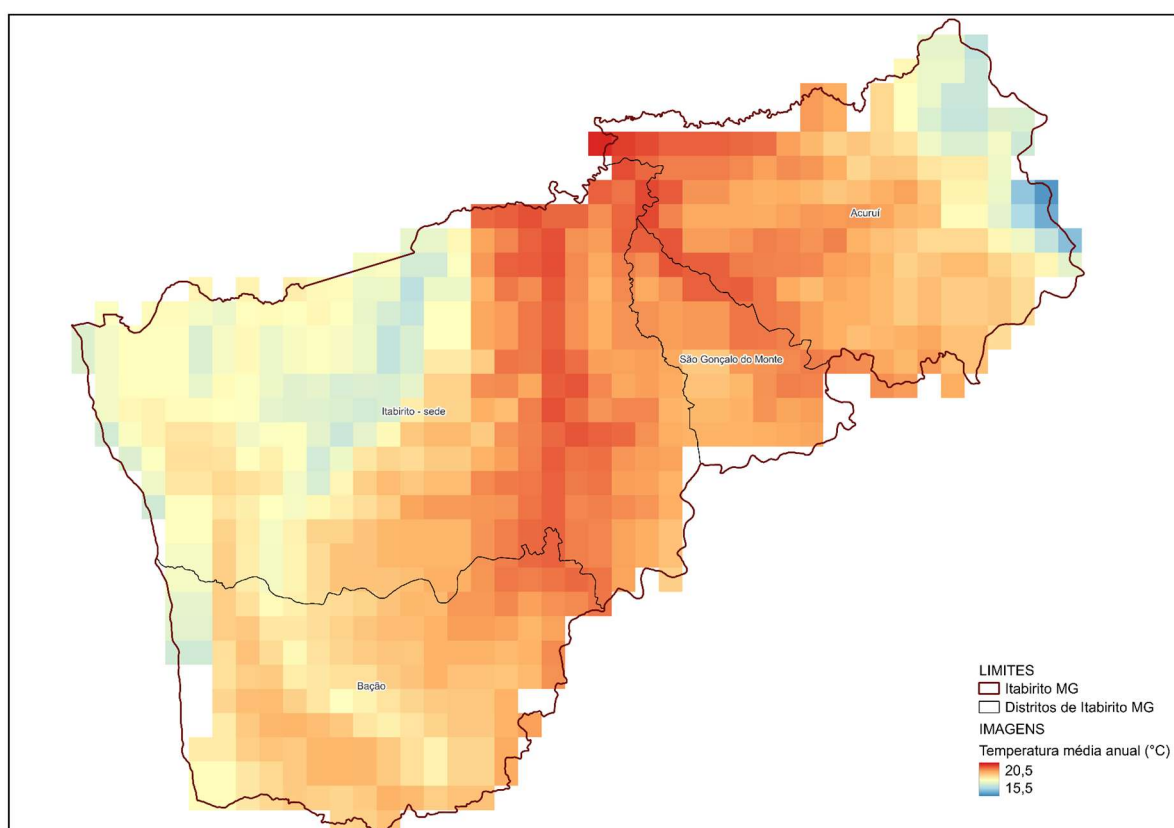 Acuruí
São Gonçalo do Monte
Itabirito - sede
Bação
LIMITES
Itabirito MG
Distritos de Itabirito MG
IMAGENS
Temperatura média anual (°C)
20,5
15,5